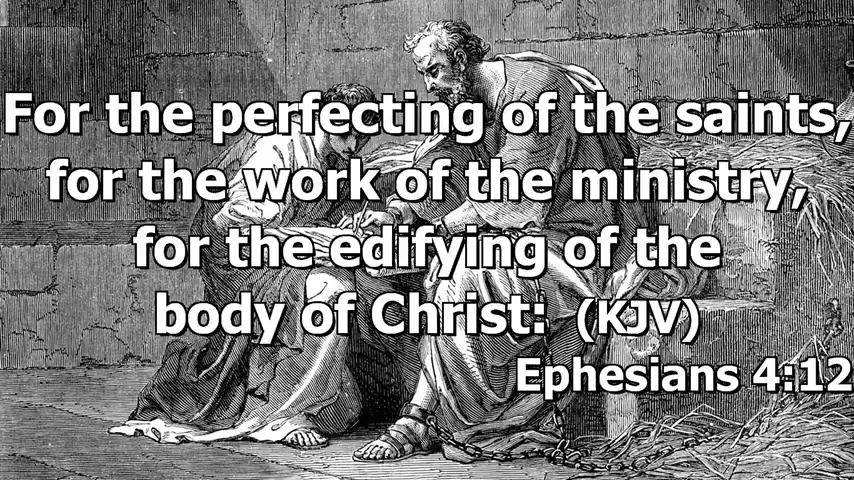 For the perfecting of the saints,
for the work of the ministry,
for the edifying of the
body of Christ: (KJV)
Ephesians 4:12